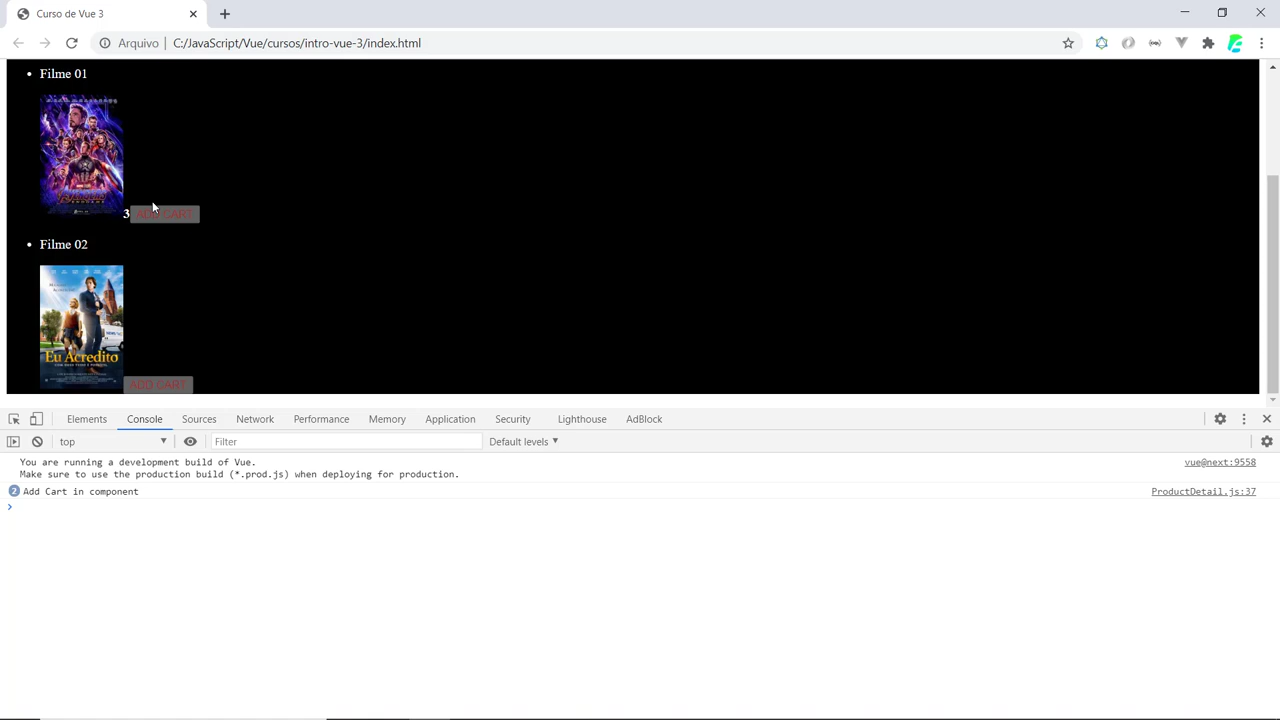 Curso de Vue 3
Arquivo C:/JavaScript/Vue/cursos/intro-vue-3/index.html
Filme 01
3 ADD CART
Filme 02
Eu Acredito
ADD CART
Elements Console Sources Network Performance Memory Application Security Lighthouse AdBlock
top Filter Default levels
You are running a development build of Vue. vue@next:9558
Make sure to use the production build (*.prod.js) when deploying for production.
2 Add Cart in component ProductDetail.js:37